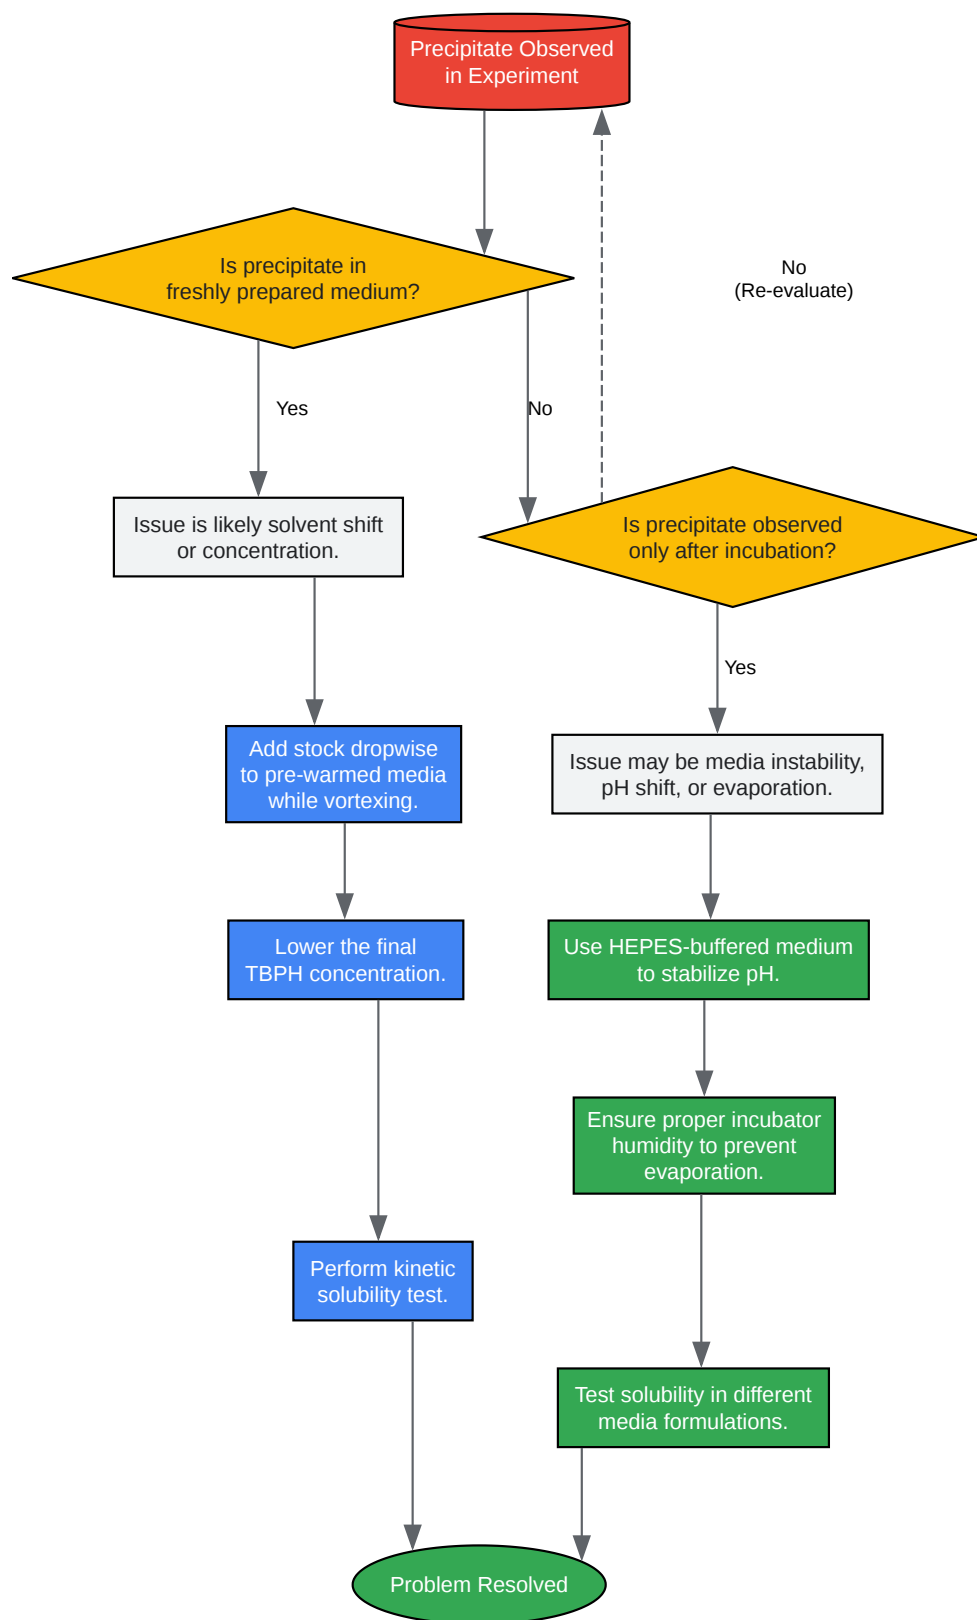 Precipitate Observed
in Experiment
Is precipitate in
freshly prepared medium?
No
(Re-evaluate)
Yes
No
Issue is likely solvent shift
or concentration.
Is precipitate observed
only after incubation?
Yes
Add stock dropwise
to pre-warmed media
while vortexing.
Issue may be media instability,
pH shift, or evaporation.
Lower the final
TBPH concentration.
Use HEPES-buffered medium
to stabilize pH.
Ensure proper incubator
humidity to prevent
evaporation.
Perform kinetic
solubility test.
Test solubility in different
media formulations.
Problem Resolved